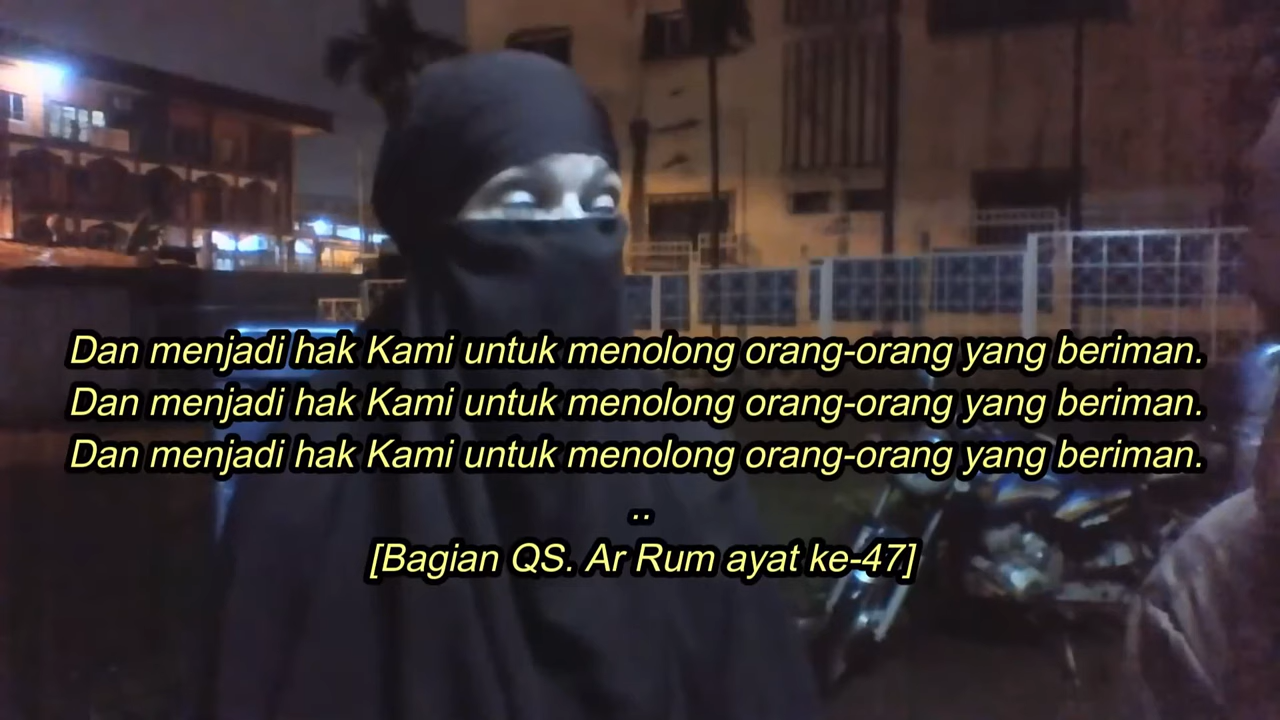 Dan menjadi hak Kami untuk menolong orang-orang yang beriman.
Dan menjadi hak Kami untuk menolong orang-orang yang beriman.
Dan menjadi hak Kami untuk menolong orang-orang yang beriman.
..
[Bagian QS. Ar Rum ayat ke-47]